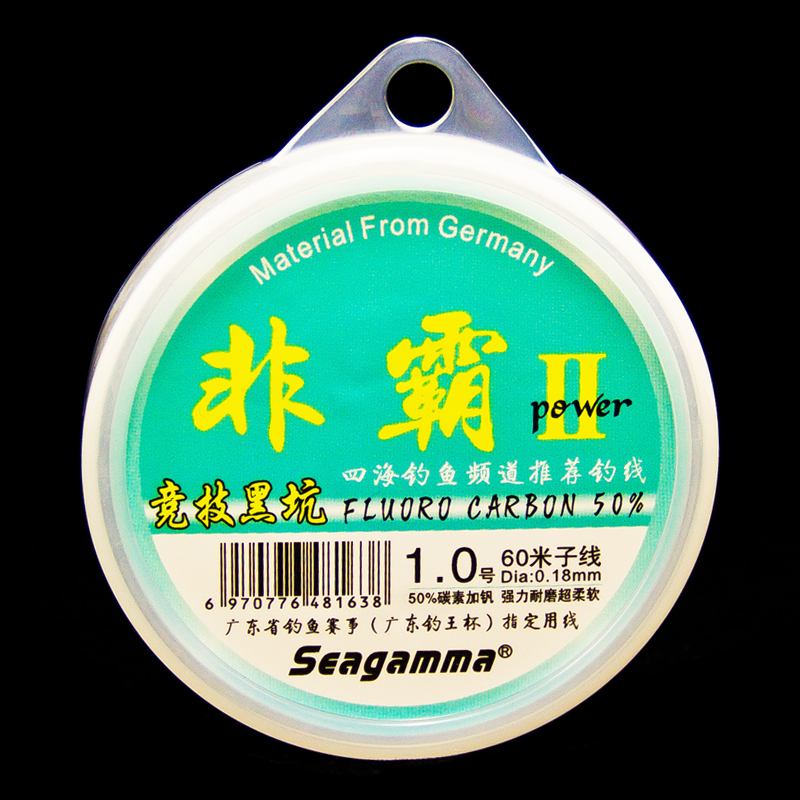 Material From Germany
非霸 II
power
四海钓鱼频道推荐钓线
竞技黑坑 FLUORO CARBON 50%
1.0号 60米子线
Dia:0.18mm
50%碳素加钒 强力耐磨超柔软
6 970776 481638
广东省钓鱼赛事（广东钓王杯）指定用线
Seagamma®